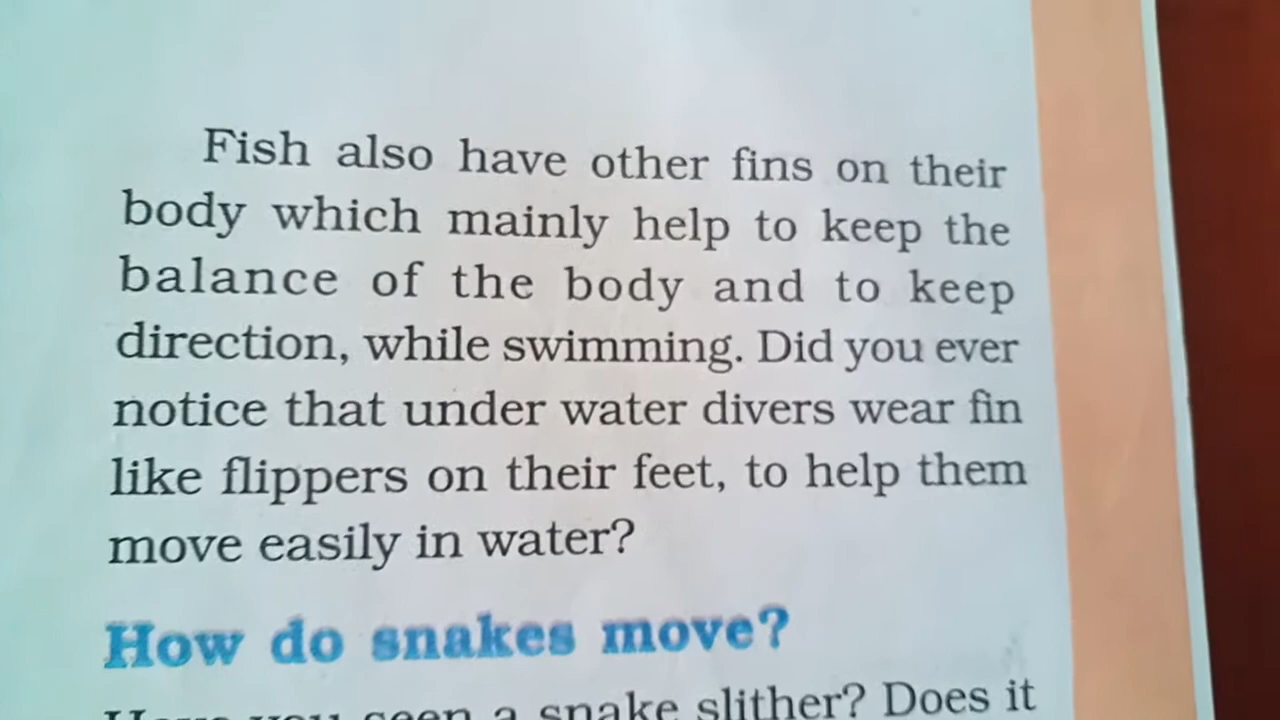 Fish also have other fins on their
body which mainly help to keep the
balance of the body and to keep
direction, while swimming. Did you ever
notice that under water divers wear fin
like flippers on their feet, to help them
move easily in water?
How do snakes move?
Have you seen a snake slither? Does it